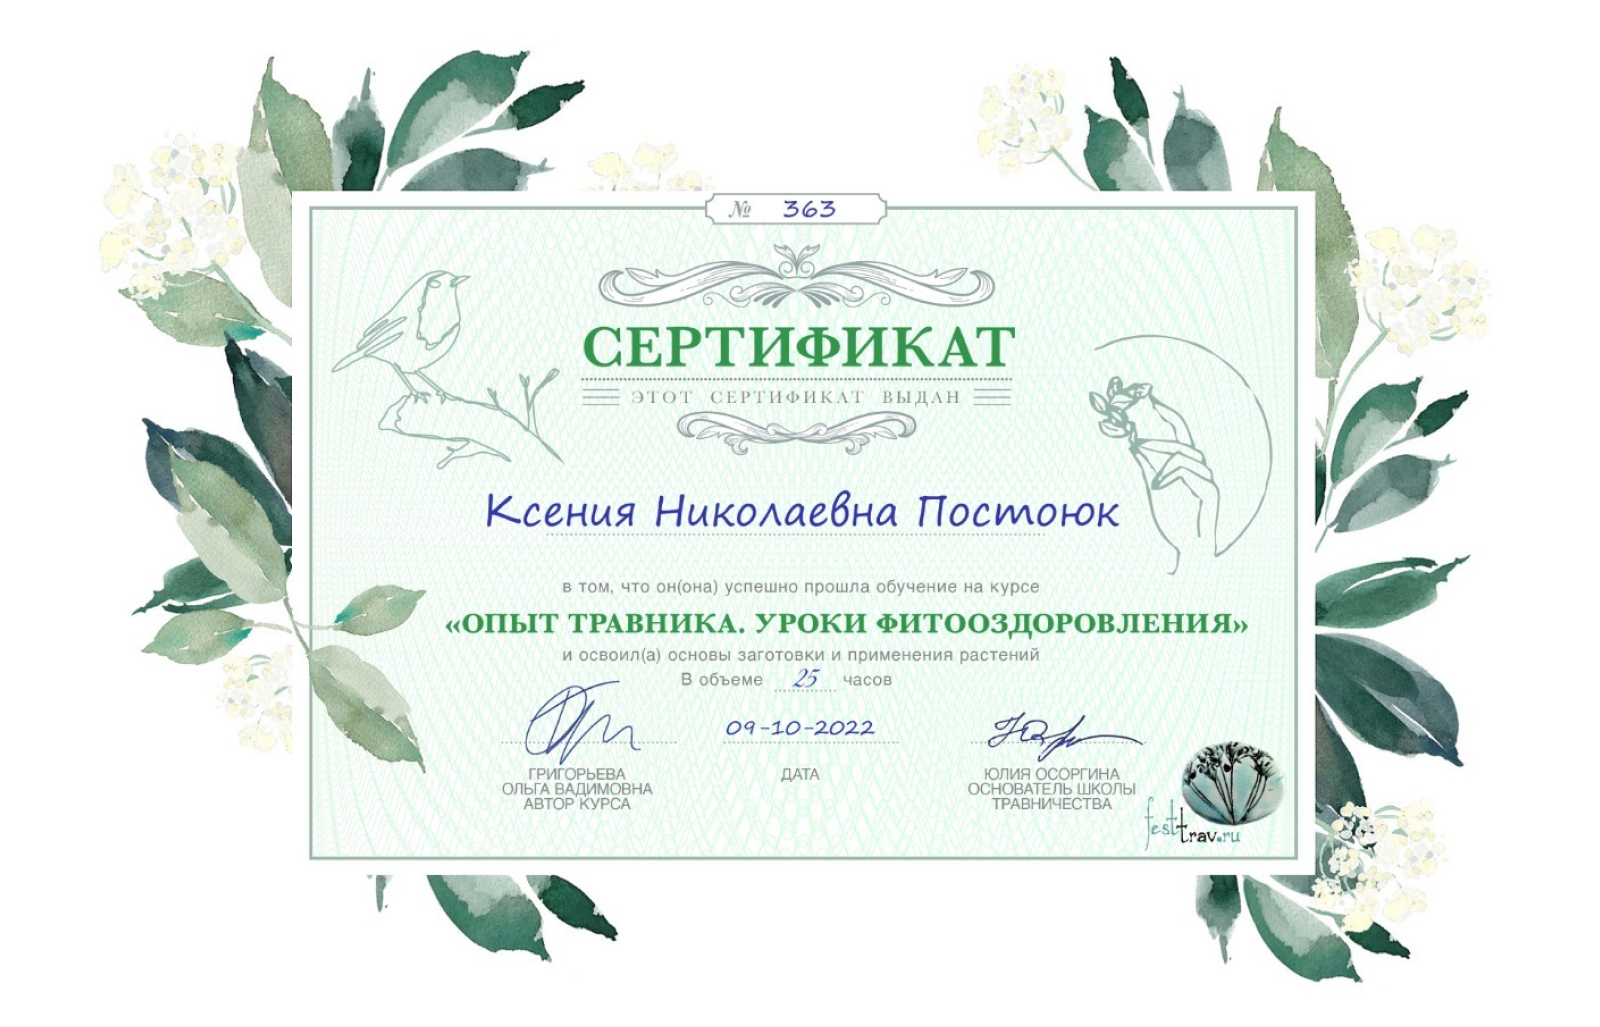 № 363
СЕРТИФИКАТ
ЭТОТ СЕРТИФИКАТ ВЫДАН
Ксения Николаевна Постоюк
в том, что он(она) успешно прошла обучение на курсе
«ОПЫТ ТРАВНИКА. УРОКИ ФИТООЗДОРОВЛЕНИЯ»
и освоил(а) основы заготовки и применения растений
В объеме 25 часов
09-10-2022
ГРИГОРЬЕВА
ОЛЬГА ВАДИМОВНА
АВТОР КУРСА
ДАТА
ЮЛИЯ ОСОРГИНА
ОСНОВАТЕЛЬ ШКОЛЫ
ТРАВНИЧЕСТВА
festtrav.ru